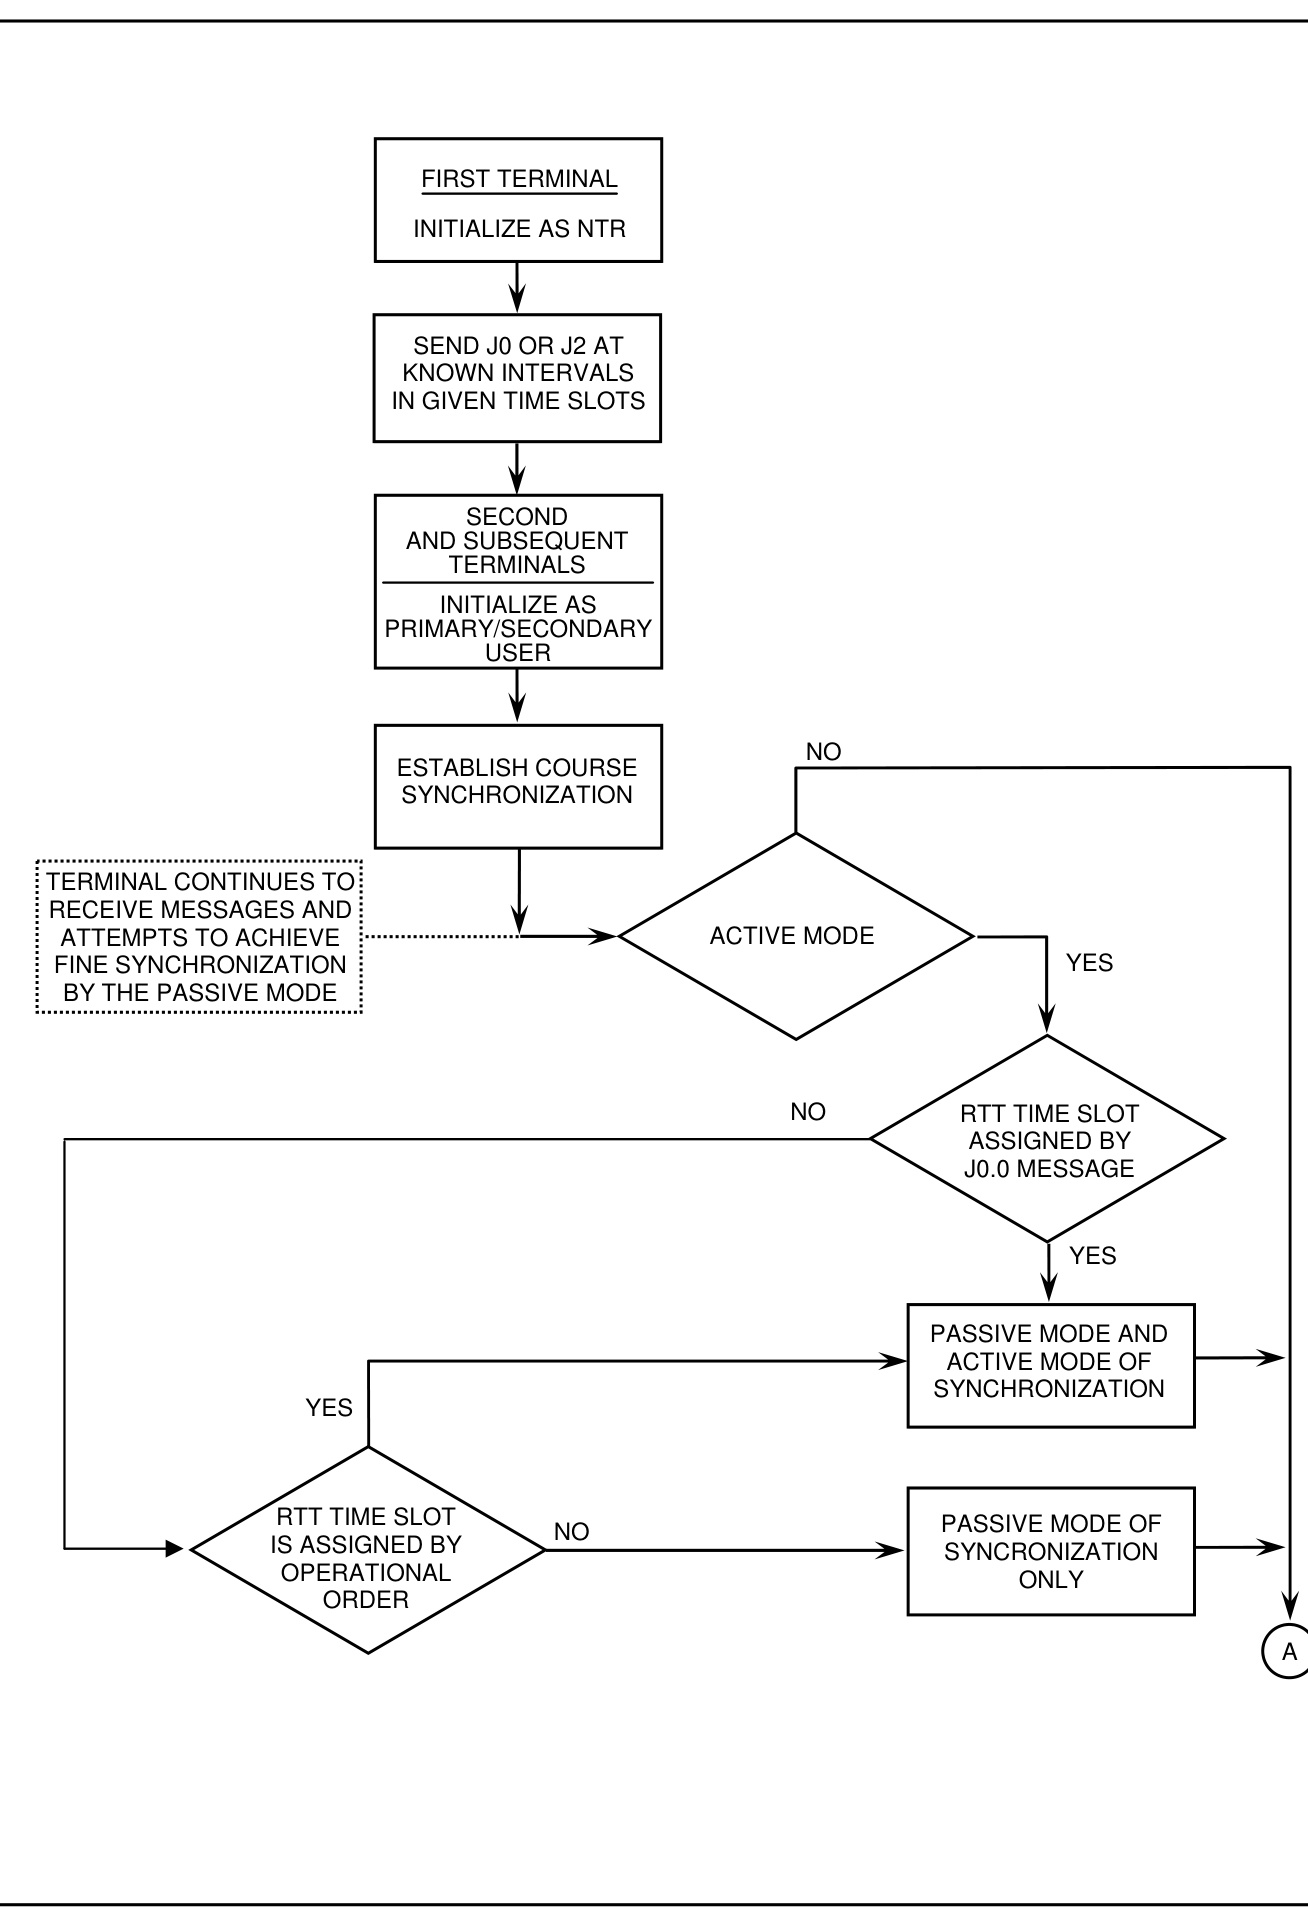 FIRST TERMINAL
INITIALIZE AS NTR
SEND J0 OR J2 AT
KNOWN INTERVALS
IN GIVEN TIME SLOTS
SECOND
AND SUBSEQUENT
TERMINALS
INITIALIZE AS
PRIMARY/SECONDARY
USER
ESTABLISH COURSE
SYNCHRONIZATION
NO
TERMINAL CONTINUES TO
RECEIVE MESSAGES AND
ATTEMPTS TO ACHIEVE
FINE SYNCHRONIZATION
BY THE PASSIVE MODE
ACTIVE MODE
YES
NO
RTT TIME SLOT
ASSIGNED BY
J0.0 MESSAGE
YES
PASSIVE MODE AND
ACTIVE MODE OF
SYNCHRONIZATION
YES
RTT TIME SLOT
IS ASSIGNED BY
OPERATIONAL
ORDER
NO
PASSIVE MODE OF
SYNCRONIZATION
ONLY
A